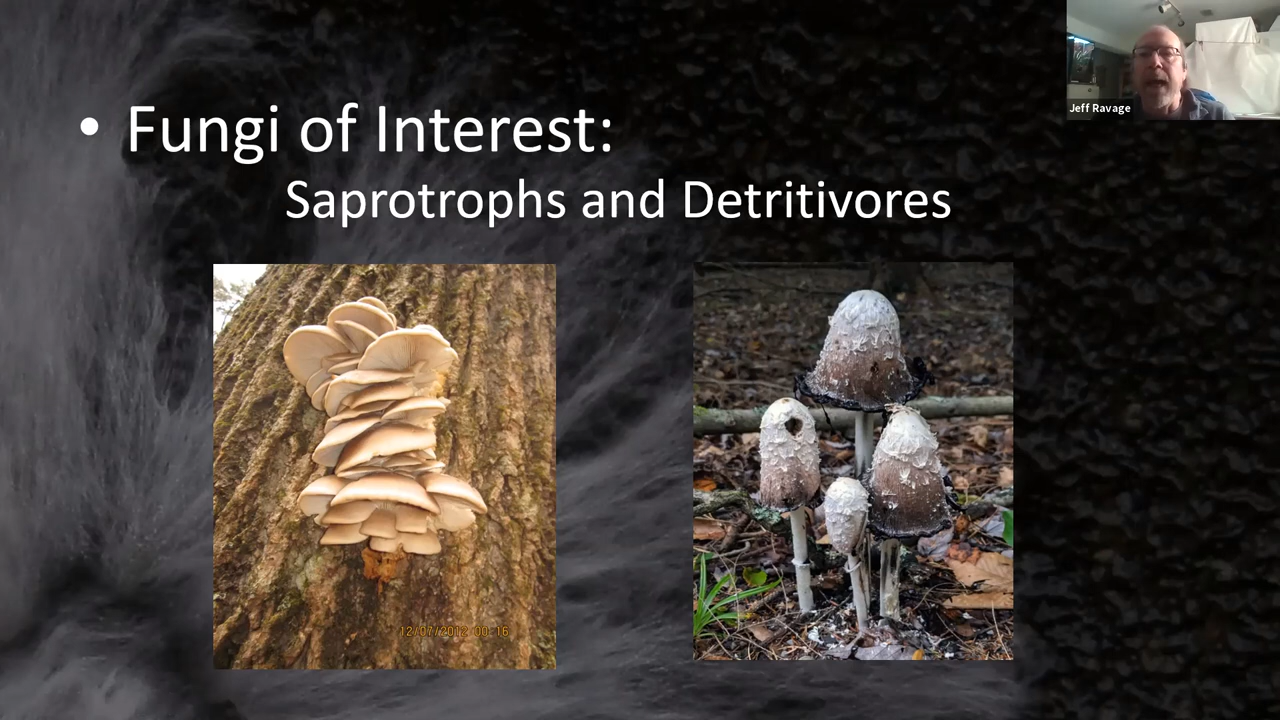 • Fungi of Interest:
Saprotrophs and Detritivores
Jeff Ravage
12/07/2012 00:16